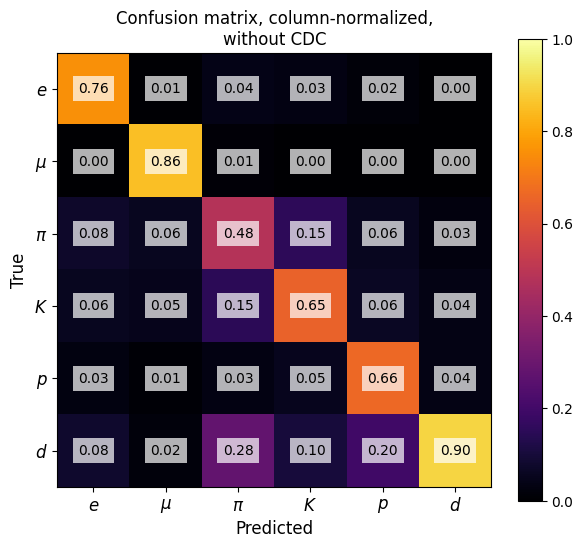 Confusion matrix, column-normalized,
without CDC
True
e 0.76 0.01 0.04 0.03 0.02 0.00
μ 0.00 0.86 0.01 0.00 0.00 0.00
π 0.08 0.06 0.48 0.15 0.06 0.03
K 0.06 0.05 0.15 0.65 0.06 0.04
p 0.03 0.01 0.03 0.05 0.66 0.04
d 0.08 0.02 0.28 0.10 0.20 0.90
e μ π K p d
Predicted
1.0
0.8
0.6
0.4
0.2
0.0